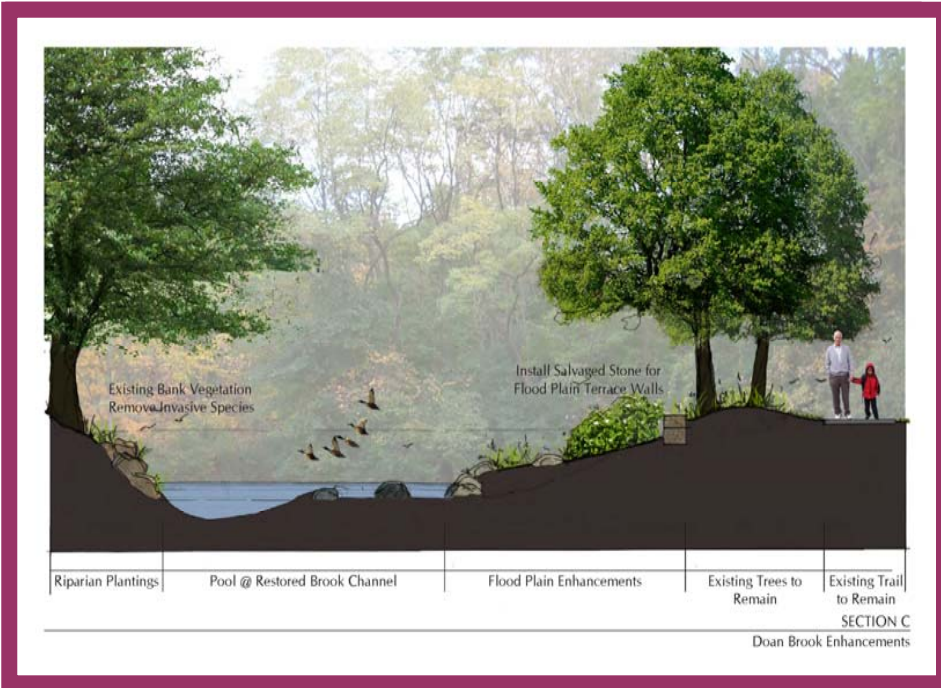 Existing Bank Vegetation
Remove Invasive Species
Install Salvaged Stone for
Flood Plain Terrace Walls
Riparian Plantings
Pool @ Restored Brook Channel
Flood Plain Enhancements
Existing Trees to
Remain
Existing Trail
to Remain
SECTION C
Doan Brook Enhancements